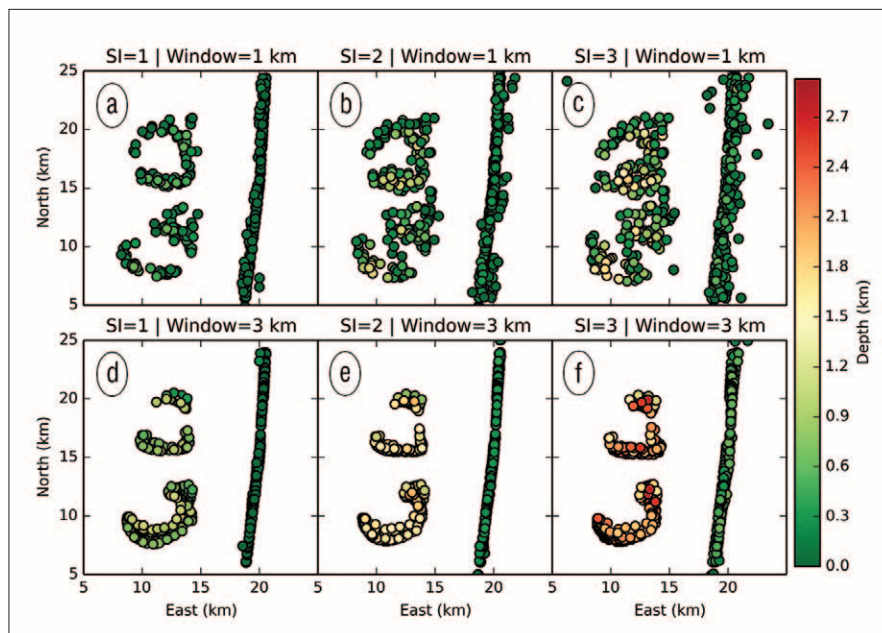 SI=1 | Window=1 km
SI=2 | Window=1 km
SI=3 | Window=1 km
25
20
15
10
5
North (km)
a
b
c
SI=1 | Window=3 km
SI=2 | Window=3 km
SI=3 | Window=3 km
25
20
15
10
5
North (km)
d
e
f
5 10 15 20
5 10 15 20
5 10 15 20 25
East (km)
East (km)
East (km)
2.7
2.4
2.1
1.8
1.5
1.2
0.9
0.6
0.3
0.0
Depth (km)